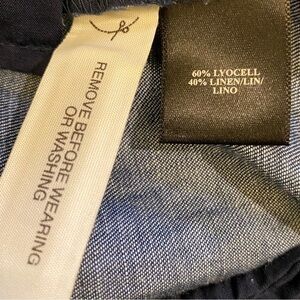 REMOVE BEFORE WEARING
OR WASHING
60% LYOCELL
40% LINEN/LIN/
LINO